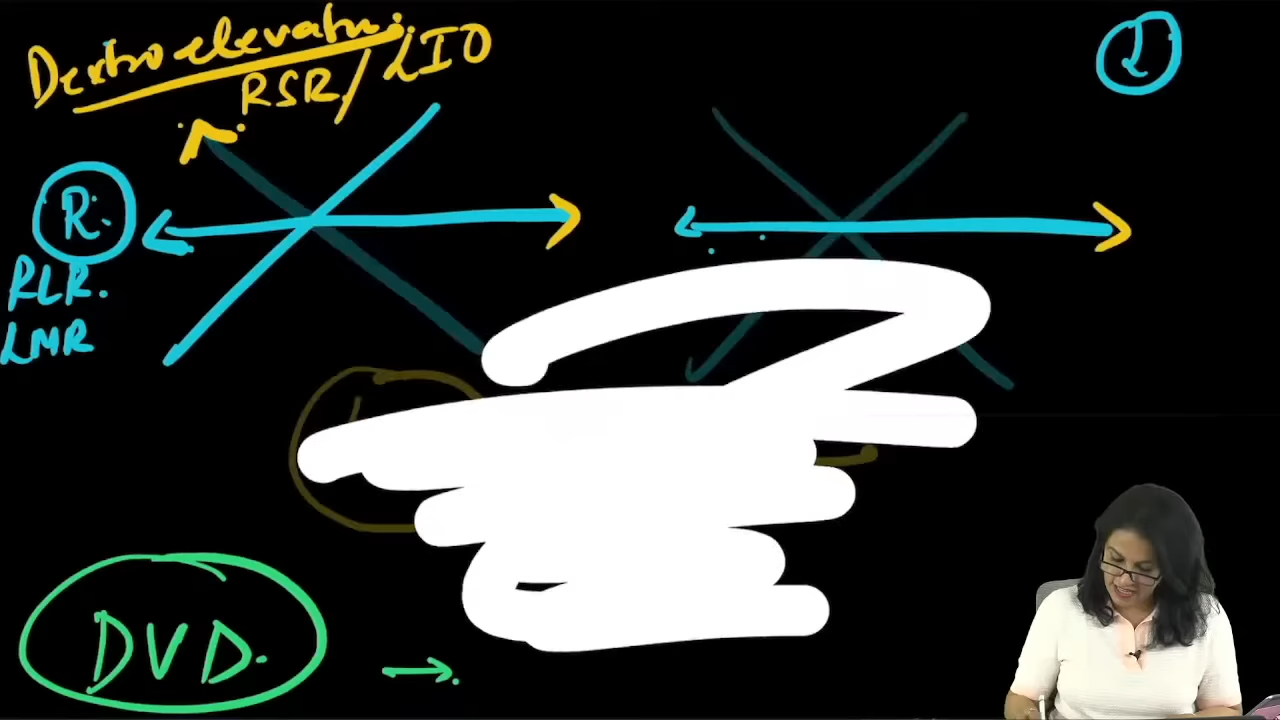 Dextroelevation
RSR/LIO
L
R.
RLR.
LMR
DVD. →